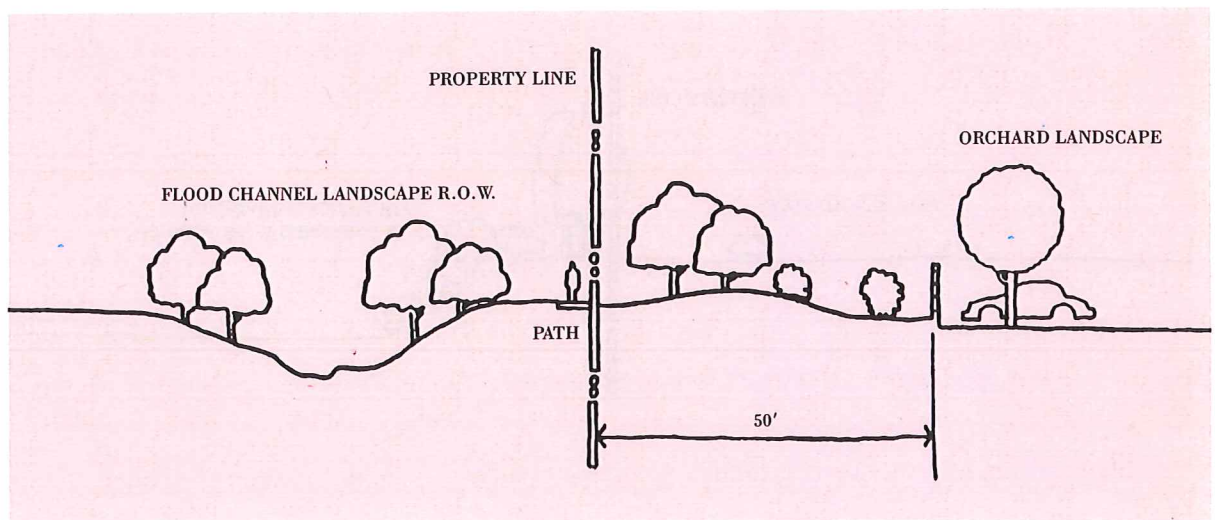 PROPERTY LINE
ORCHARD LANDSCAPE
FLOOD CHANNEL LANDSCAPE R.O.W.
PATH
50'